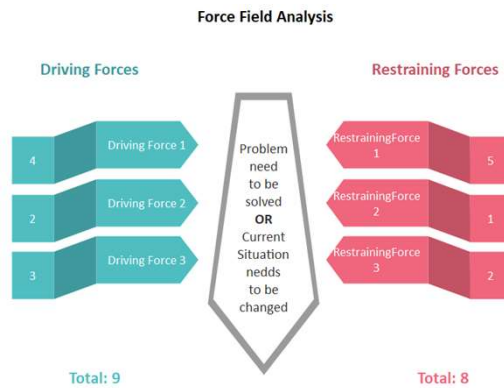 Force Field Analysis
Driving Forces
Restraining Forces
4
Driving Force 1
2
Driving Force 2
3
Driving Force 3
Problem
need
to be
solved
OR
Current
Situation
nedds
to be
changed
RestrainingForce
1
5
RestrainingForce
2
1
RestrainingForce
3
2
Total: 9
Total: 8